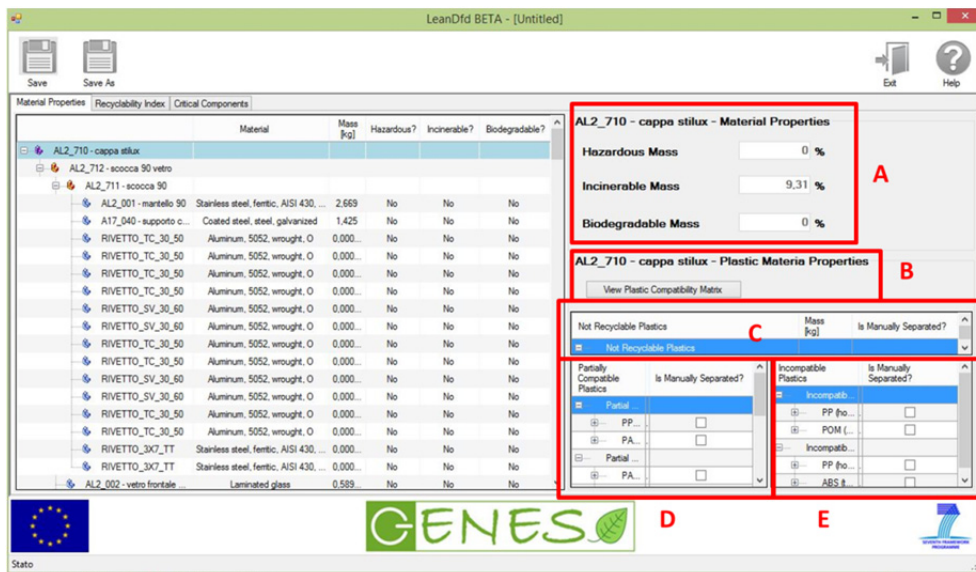 LeanDfd BETA - [Untitled]
Save Save As Exit Help
Material Properties Recyclability Index Critical Components
Material Mass [kg] Hazardous? Incinerable? Biodegradable?
AL2_710 - cappa stilux
AL2_712 - scocca 90 vetro
AL2_711 - scocca 90
AL2_001 - mantello 90 Stainless steel, ferritic, AISI 430, ... 2,669 No No No
A17_040 - supporto c... Coated steel, steel, galvanized 1,425 No No No
RIVETTO_TC_30_50 Aluminum, 5052, wrought, O 0,000... No No No
RIVETTO_TC_30_50 Aluminum, 5052, wrought, O 0,000... No No No
RIVETTO_TC_30_50 Aluminum, 5052, wrought, O 0,000... No No No
RIVETTO_TC_30_50 Aluminum, 5052, wrought, O 0,000... No No No
RIVETTO_SV_30_60 Aluminum, 5052, wrought, O 0,000... No No No
RIVETTO_SV_30_60 Aluminum, 5052, wrought, O 0,000... No No No
RIVETTO_SV_30_60 Aluminum, 5052, wrought, O 0,000... No No No
RIVETTO_SV_30_60 Aluminum, 5052, wrought, O 0,000... No No No
RIVETTO_SV_30_60 Aluminum, 5052, wrought, O 0,000... No No No
RIVETTO_TC_30_50 Aluminum, 5052, wrought, O 0,000... No No No
RIVETTO_TC_30_50 Aluminum, 5052, wrought, O 0,000... No No No
RIVETTO_3X7_TT Stainless steel, ferritic, AISI 430, ... 0,000... No No No
RIVETTO_3X7_TT Stainless steel, ferritic, AISI 430, ... 0,000... No No No
AL2_002 - vetro frontale ... Laminated glass 0,589... No No No
AL2_710 - cappa stilux - Material Properties
Hazardous Mass 0 %
Incinerable Mass 9,31 %
Biodegradable Mass 0 %
A
AL2_710 - cappa stilux - Plastic Materia Properties
B
View Plastic Compatibility Matrix
Not Recyclable Plastics Mass [kg] Is Manually Separated?
C
Not Recyclable Plastics
Partially Compatible Plastics Is Manually Separated?
Partial ...
PP...
PA...
Partial ...
PA...
D
Incompatible Plastics Is Manually Separated?
Incompatib...
PP (ho...
POM (...
Incompatib...
PP (ho...
ABS (t...
E
GENESI
SEVENTH FRAMEWORK
PROGRAMME
Stato